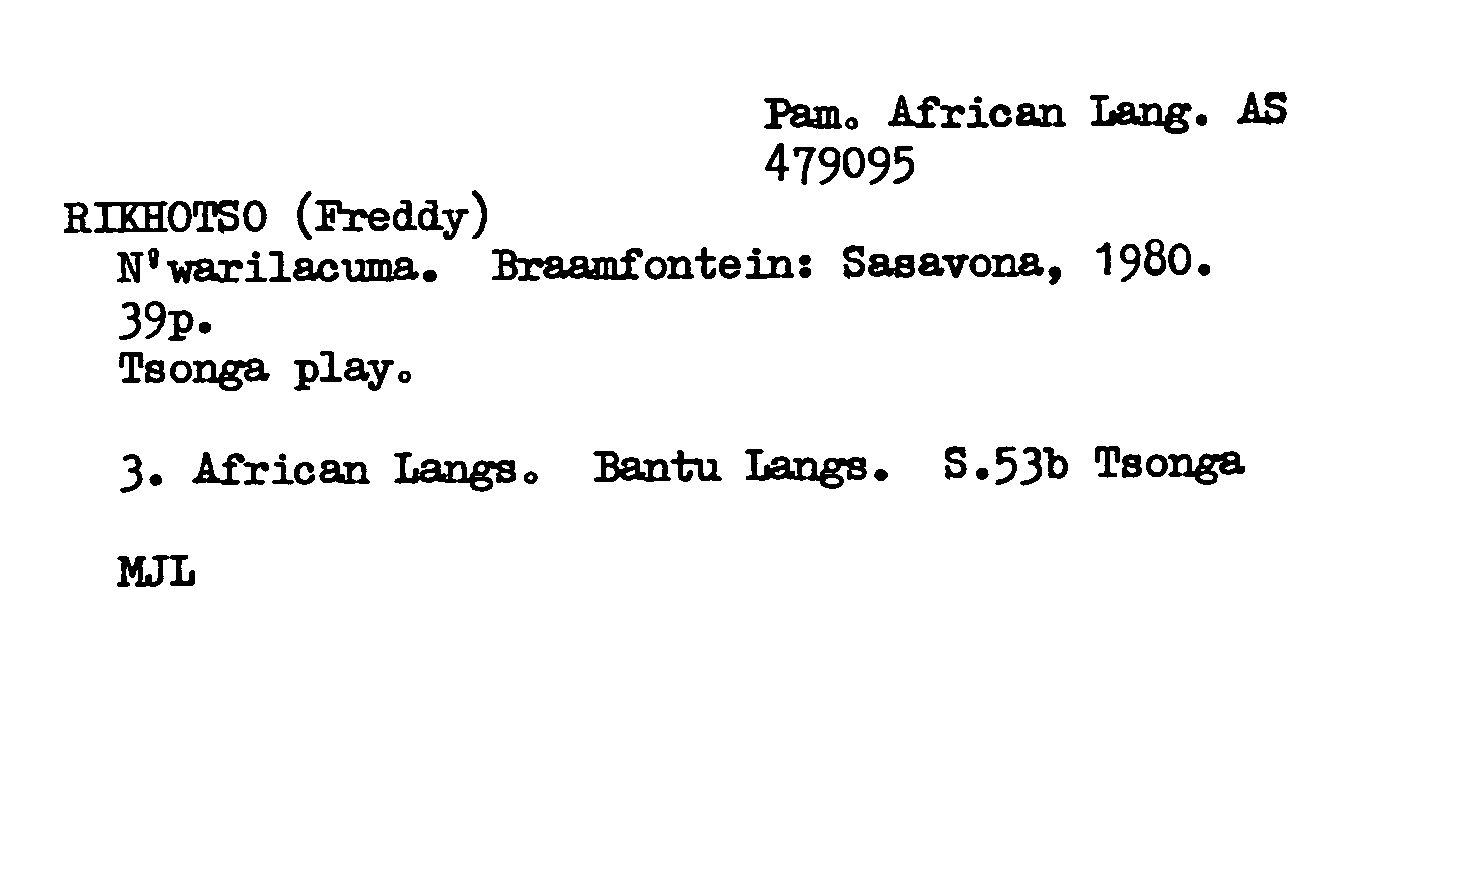 Pam. African Lang. AS
479095
RIKHOTSO (Freddy)
N'warilacuma. Braamfontein: Sasavona, 1980.
39p.
Tsonga play.
3. African Langs. Bantu Langs. S.53b Tsonga
MJL